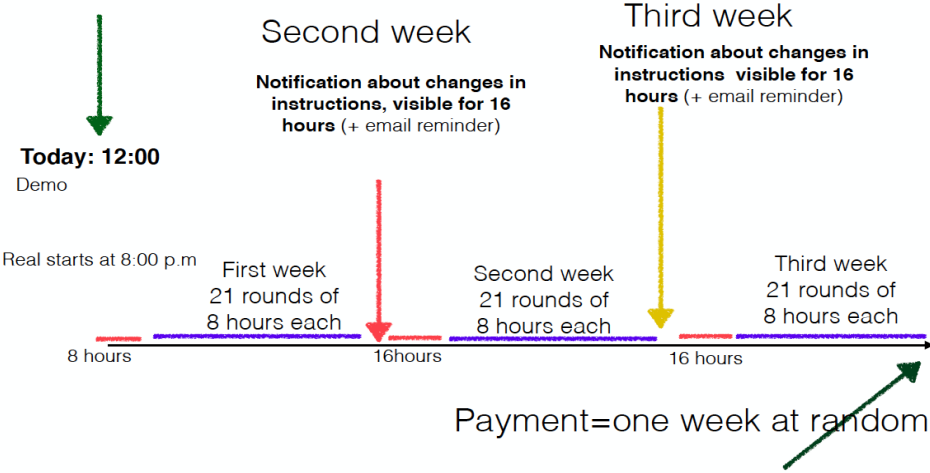 Second week
Notification about changes in
instructions, visible for 16
hours (+ email reminder)
Third week
Notification about changes in
instructions visible for 16
hours (+ email reminder)
Today: 12:00
Demo
Real starts at 8:00 p.m
First week
21 rounds of
8 hours each
Second week
21 rounds of
8 hours each
Third week
21 rounds of
8 hours each
8 hours
16hours
16 hours
Payment=one week at random